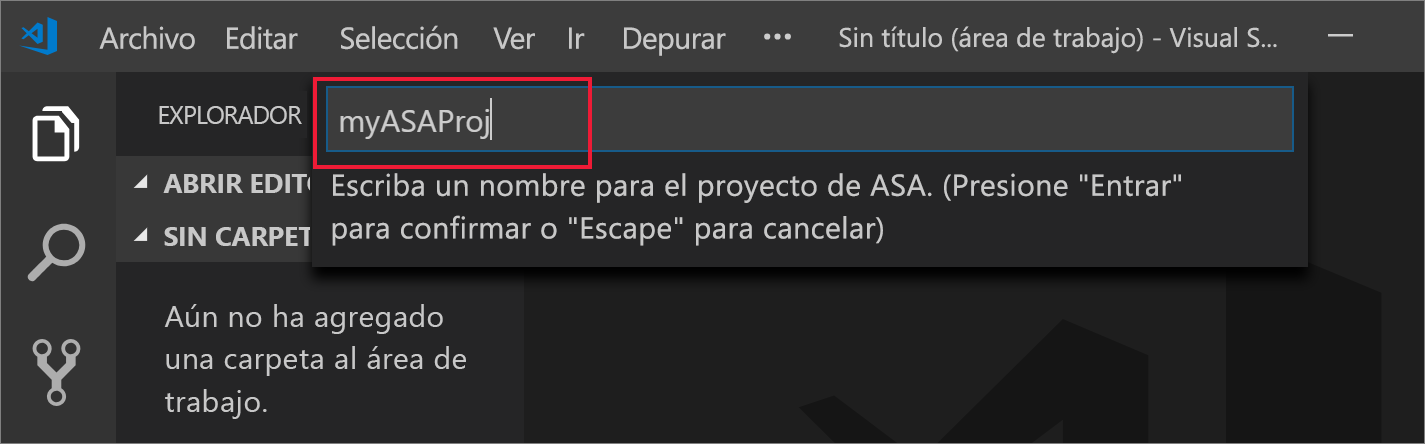 Archivo Editar Selección Ver Ir Depurar ••• Sin título (área de trabajo) - Visual S...
EXPLORADOR
myASAProj
Escriba un nombre para el proyecto de ASA. (Presione "Entrar"
para confirmar o "Escape" para cancelar)
ABRIR EDITO
SIN CARPET
Aún no ha agregado
una carpeta al área de
trabajo.